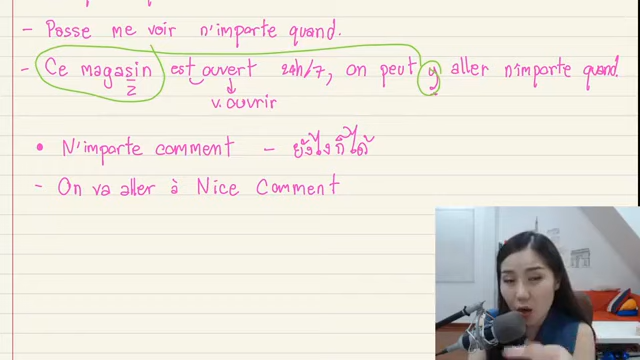 - Passe me voir n'importe quand.
- Ce magasin est ouvert 24h/7, on peut y aller n'importe quand.
z
v. ouvrir
• N'importe comment - ยังไงก็ได้
- On va aller à Nice Comment